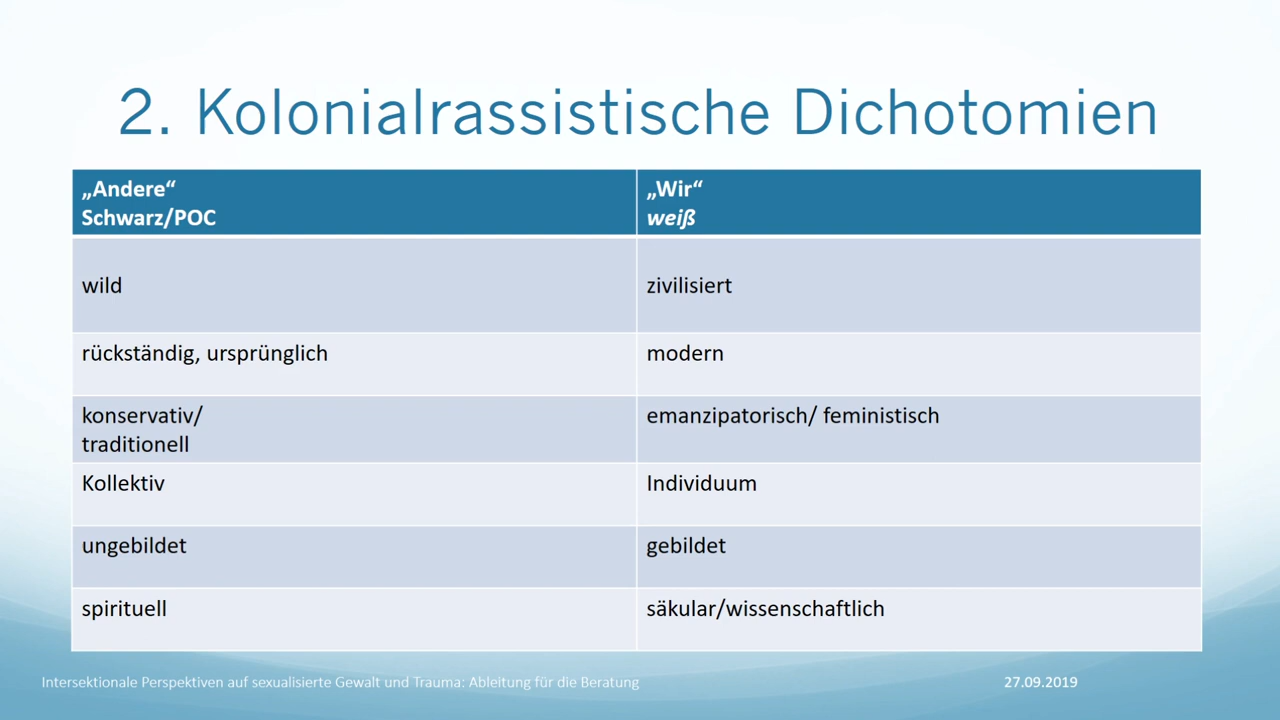 2. Kolonialrassistische Dichotomien
„Andere“
Schwarz/POC
„Wir“
weiß
wild
zivilisiert
rückständig, ursprünglich
modern
konservativ/
traditionell
emanzipatorisch/ feministisch
Kollektiv
Individuum
ungebildet
gebildet
spirituell
säkular/wissenschaftlich
Intersektionale Perspektiven auf sexualisierte Gewalt und Trauma: Ableitung für die Beratung
27.09.2019